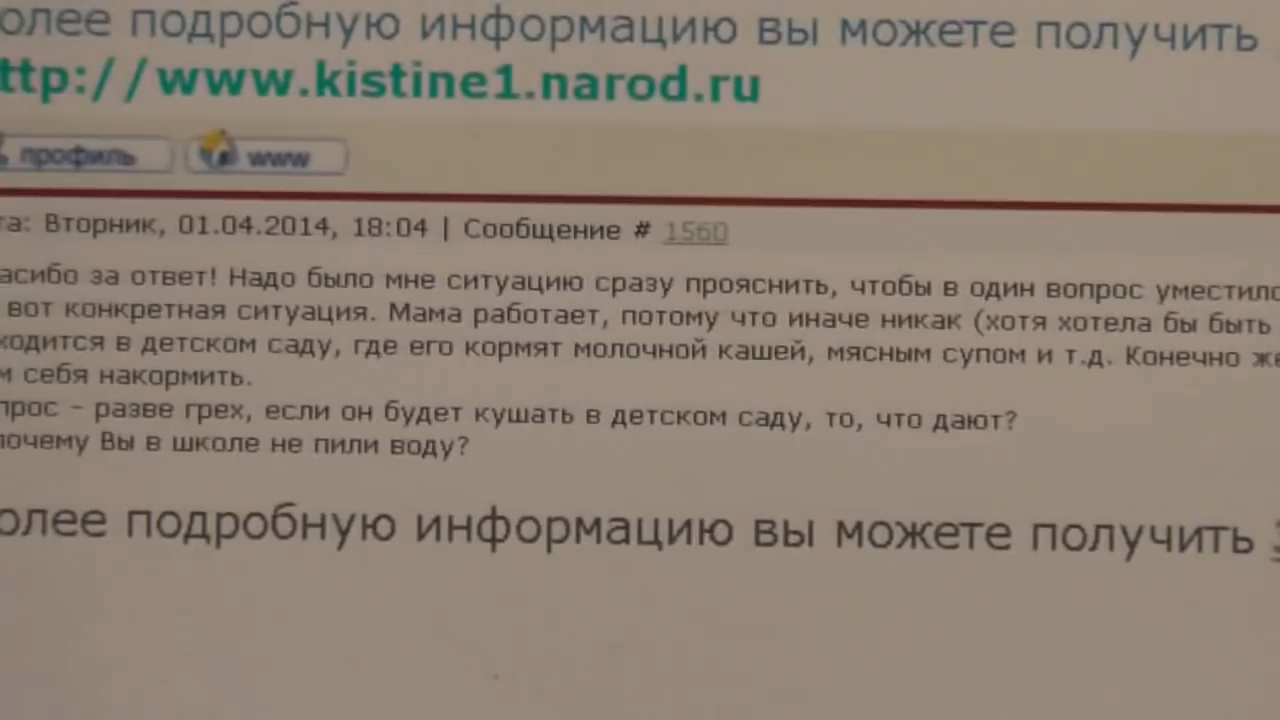 олее подробную информацию вы можете получить
ttp://www.kistine1.narod.ru
профиль www
та: Вторник, 01.04.2014, 18:04 | Сообщение # 1560
асибо за ответ! Надо было мне ситуацию сразу прояснить, чтобы в один вопрос уместило
вот конкретная ситуация. Мама работает, потому что иначе никак (хотя хотела бы быть
ходится в детском саду, где его кормят молочной кашей, мясным супом и т.д. Конечно же
м себя накормить.
прос - разве грех, если он будет кушать в детском саду, то, что дают?
почему Вы в школе не пили воду?
олее подробную информацию вы можете получить